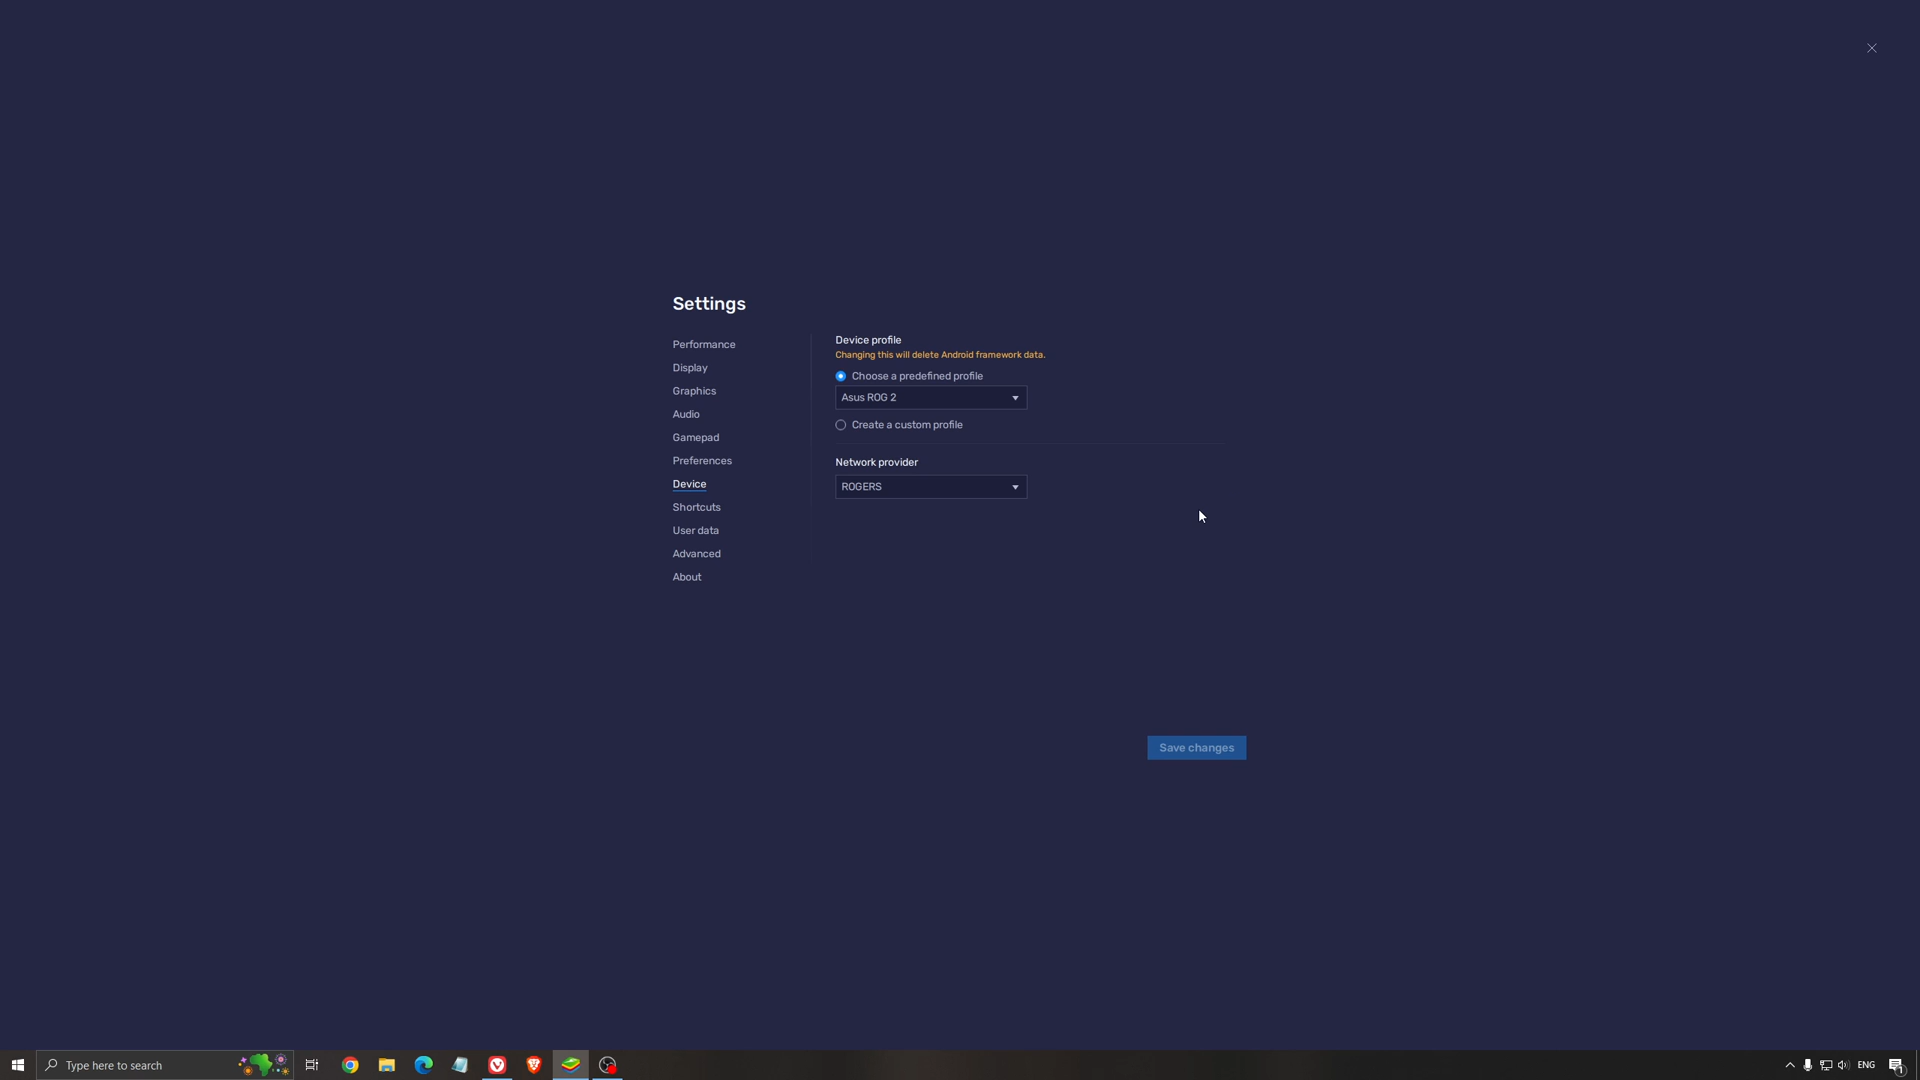 Settings
Performance
Display
Graphics
Audio
Gamepad
Preferences
Device
Shortcuts
User data
Advanced
About
Device profile
Changing this will delete Android framework data.
Choose a predefined profile
Asus ROG 2
Create a custom profile
Network provider
ROGERS
Save changes
Type here to search
ENG
1